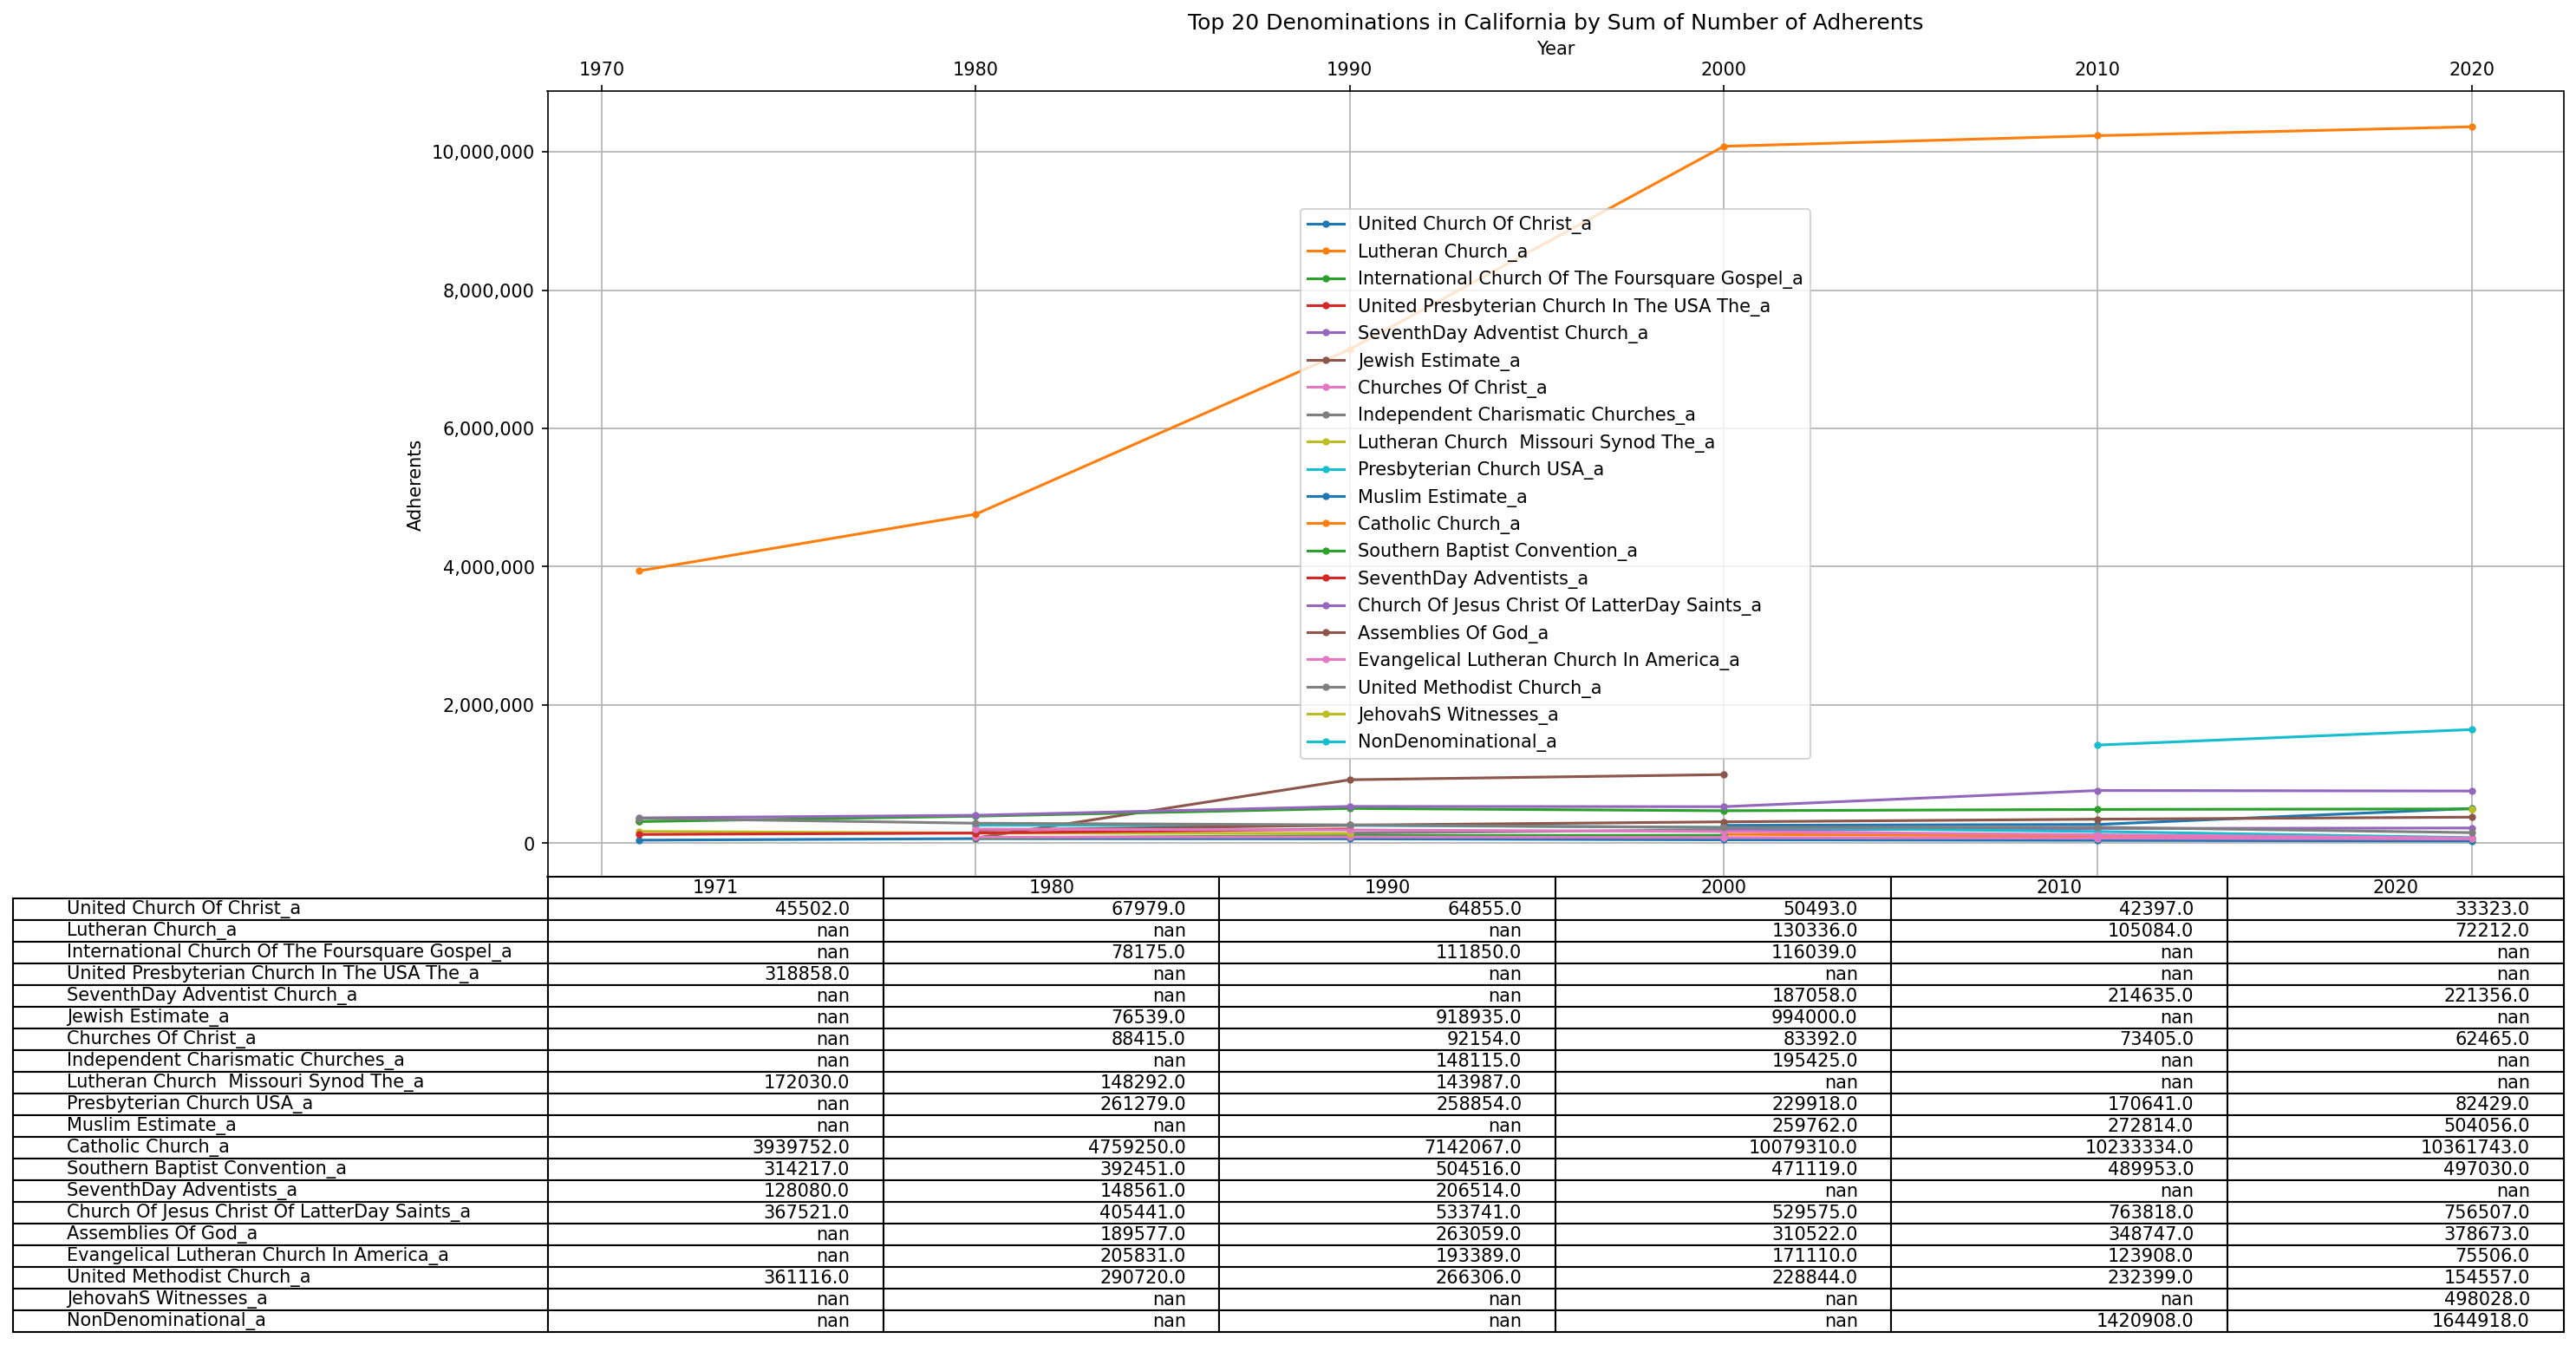 Top 20 Denominations in California by Sum of Number of Adherents
Year
1970 1980 1990 2000 2010 2020
10,000,000
8,000,000
6,000,000
4,000,000
2,000,000
0
Adherents
United Church Of Christ_a
Lutheran Church_a
International Church Of The Foursquare Gospel_a
United Presbyterian Church In The USA The_a
SeventhDay Adventist Church_a
Jewish Estimate_a
Churches Of Christ_a
Independent Charismatic Churches_a
Lutheran Church  Missouri Synod The_a
Presbyterian Church USA_a
Muslim Estimate_a
Catholic Church_a
Southern Baptist Convention_a
SeventhDay Adventists_a
Church Of Jesus Christ Of LatterDay Saints_a
Assemblies Of God_a
Evangelical Lutheran Church In America_a
United Methodist Church_a
JehovahS Witnesses_a
NonDenominational_a
1971 1980 1990 2000 2010 2020
United Church Of Christ_a 45502.0 67979.0 64855.0 50493.0 42397.0 33323.0
Lutheran Church_a nan nan nan 130336.0 105084.0 72212.0
International Church Of The Foursquare Gospel_a nan 78175.0 111850.0 116039.0 nan nan
United Presbyterian Church In The USA The_a 318858.0 nan nan nan nan nan
SeventhDay Adventist Church_a nan nan nan 187058.0 214635.0 221356.0
Jewish Estimate_a nan 76539.0 918935.0 994000.0 nan nan
Churches Of Christ_a nan 88415.0 92154.0 83392.0 73405.0 62465.0
Independent Charismatic Churches_a nan nan 148115.0 195425.0 nan nan
Lutheran Church  Missouri Synod The_a 172030.0 148292.0 143987.0 nan nan nan
Presbyterian Church USA_a nan 261279.0 258854.0 229918.0 170641.0 82429.0
Muslim Estimate_a nan nan nan 259762.0 272814.0 504056.0
Catholic Church_a 3939752.0 4759250.0 7142067.0 10079310.0 10233334.0 10361743.0
Southern Baptist Convention_a 314217.0 392451.0 504516.0 471119.0 489953.0 497030.0
SeventhDay Adventists_a 128080.0 148561.0 206514.0 nan nan nan
Church Of Jesus Christ Of LatterDay Saints_a 367521.0 405441.0 533741.0 529575.0 763818.0 756507.0
Assemblies Of God_a nan 189577.0 263059.0 310522.0 348747.0 378673.0
Evangelical Lutheran Church In America_a nan 205831.0 193389.0 171110.0 123908.0 75506.0
United Methodist Church_a 361116.0 290720.0 266306.0 228844.0 232399.0 154557.0
JehovahS Witnesses_a nan nan nan nan nan 498028.0
NonDenominational_a nan nan nan nan 1420908.0 1644918.0